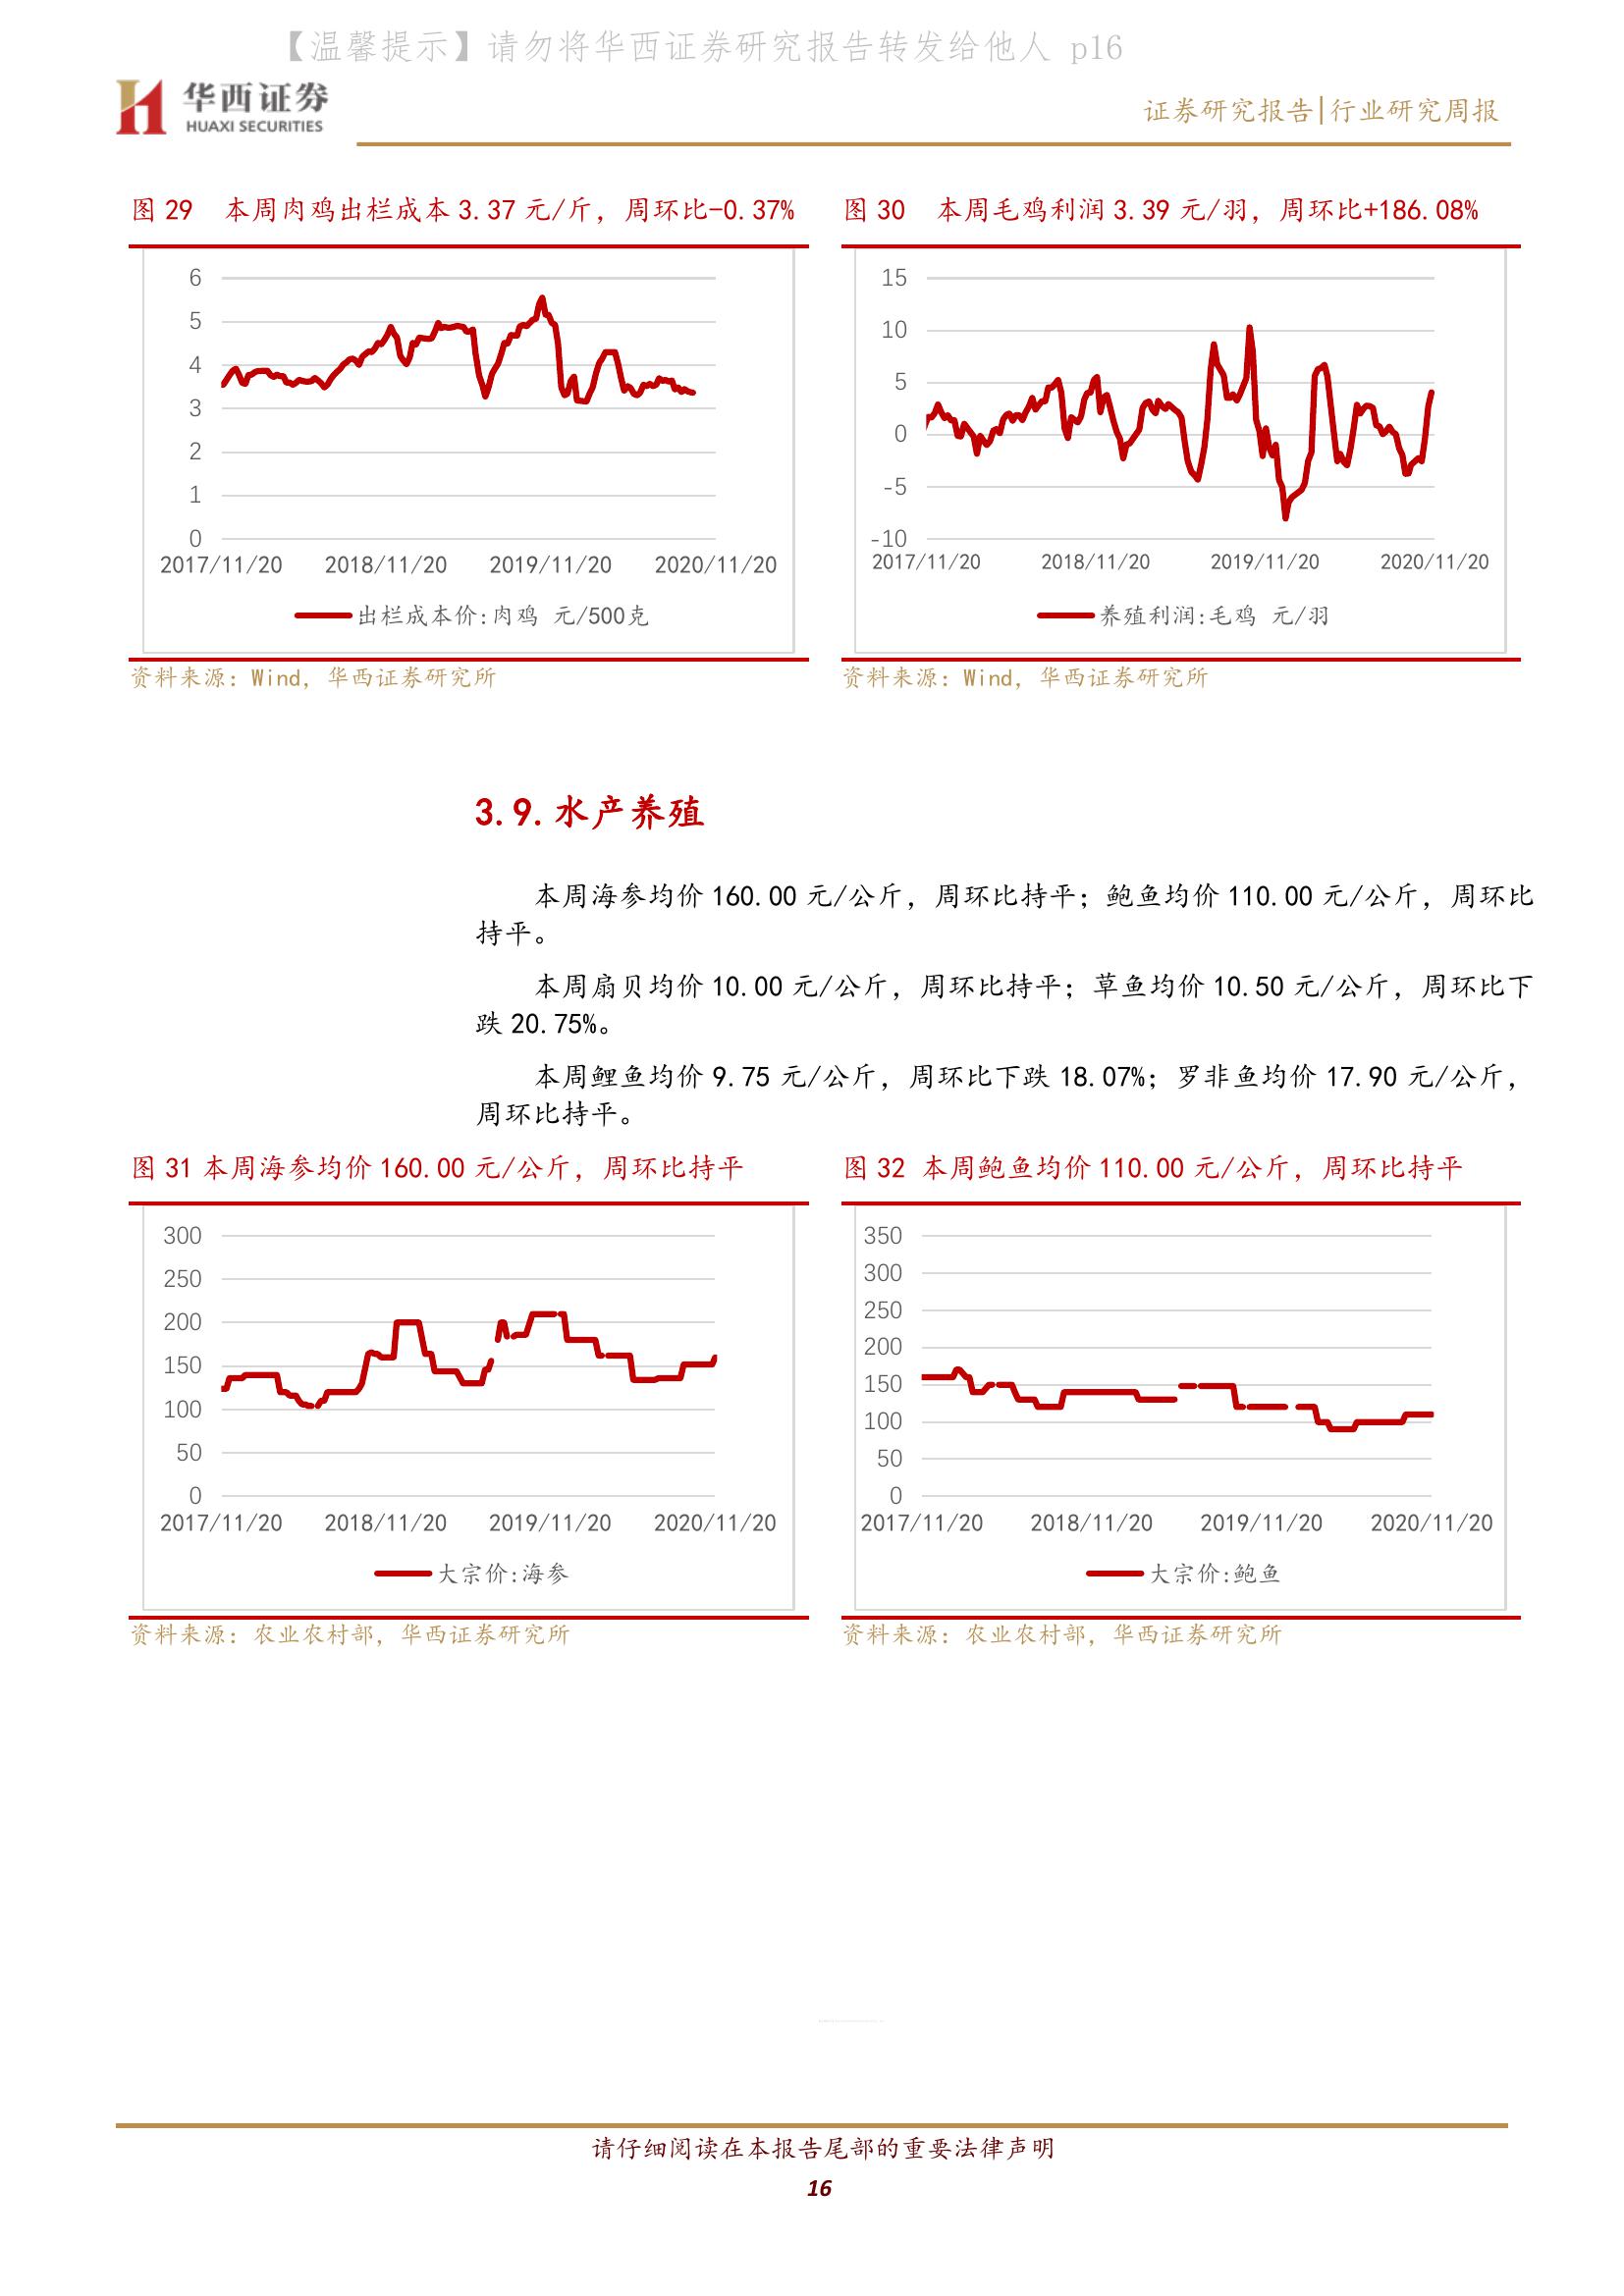 【温馨提示】请勿将华西证券研究报告转发给他人 p16
华西证券
HUAXI SECURITIES
证券研究报告|行业研究周报
图 29 本周肉鸡出栏成本 3.37 元/斤，周环比-0.37%
6
5
4
3
2
1
0
2017/11/20 2018/11/20 2019/11/20 2020/11/20
出栏成本价:肉鸡 元/500克
资料来源：Wind，华西证券研究所
图 30 本周毛鸡利润 3.39 元/羽，周环比+186.08%
15
10
5
0
-5
-10
2017/11/20 2018/11/20 2019/11/20 2020/11/20
养殖利润:毛鸡 元/羽
资料来源：Wind，华西证券研究所
3.9.水产养殖
本周海参均价 160.00 元/公斤，周环比持平；鲍鱼均价 110.00 元/公斤，周环比
持平。
本周扇贝均价 10.00 元/公斤，周环比持平；草鱼均价 10.50 元/公斤，周环比下
跌 20.75%。
本周鲤鱼均价 9.75 元/公斤，周环比下跌 18.07%；罗非鱼均价 17.90 元/公斤，
周环比持平。
图 31 本周海参均价 160.00 元/公斤，周环比持平
300
250
200
150
100
50
0
2017/11/20 2018/11/20 2019/11/20 2020/11/20
大宗价:海参
资料来源：农业农村部，华西证券研究所
图 32 本周鲍鱼均价 110.00 元/公斤，周环比持平
350
300
250
200
150
100
50
0
2017/11/20 2018/11/20 2019/11/20 2020/11/20
大宗价:鲍鱼
资料来源：农业农村部，华西证券研究所
请仔细阅读在本报告尾部的重要法律声明
16